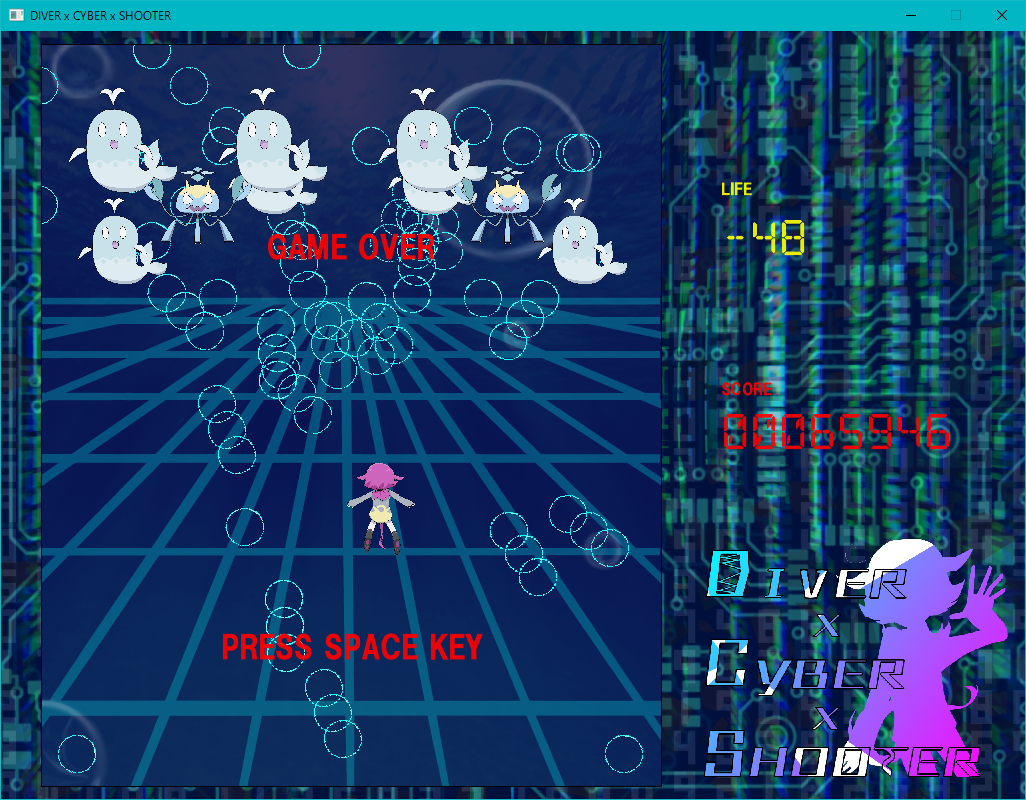 DIVER x CYBER x SHOOTER
GAME OVER
PRESS SPACE KEY
LIFE
-48
SCORE
00065946
DIVER
x
CYBER
x
SHOOTER